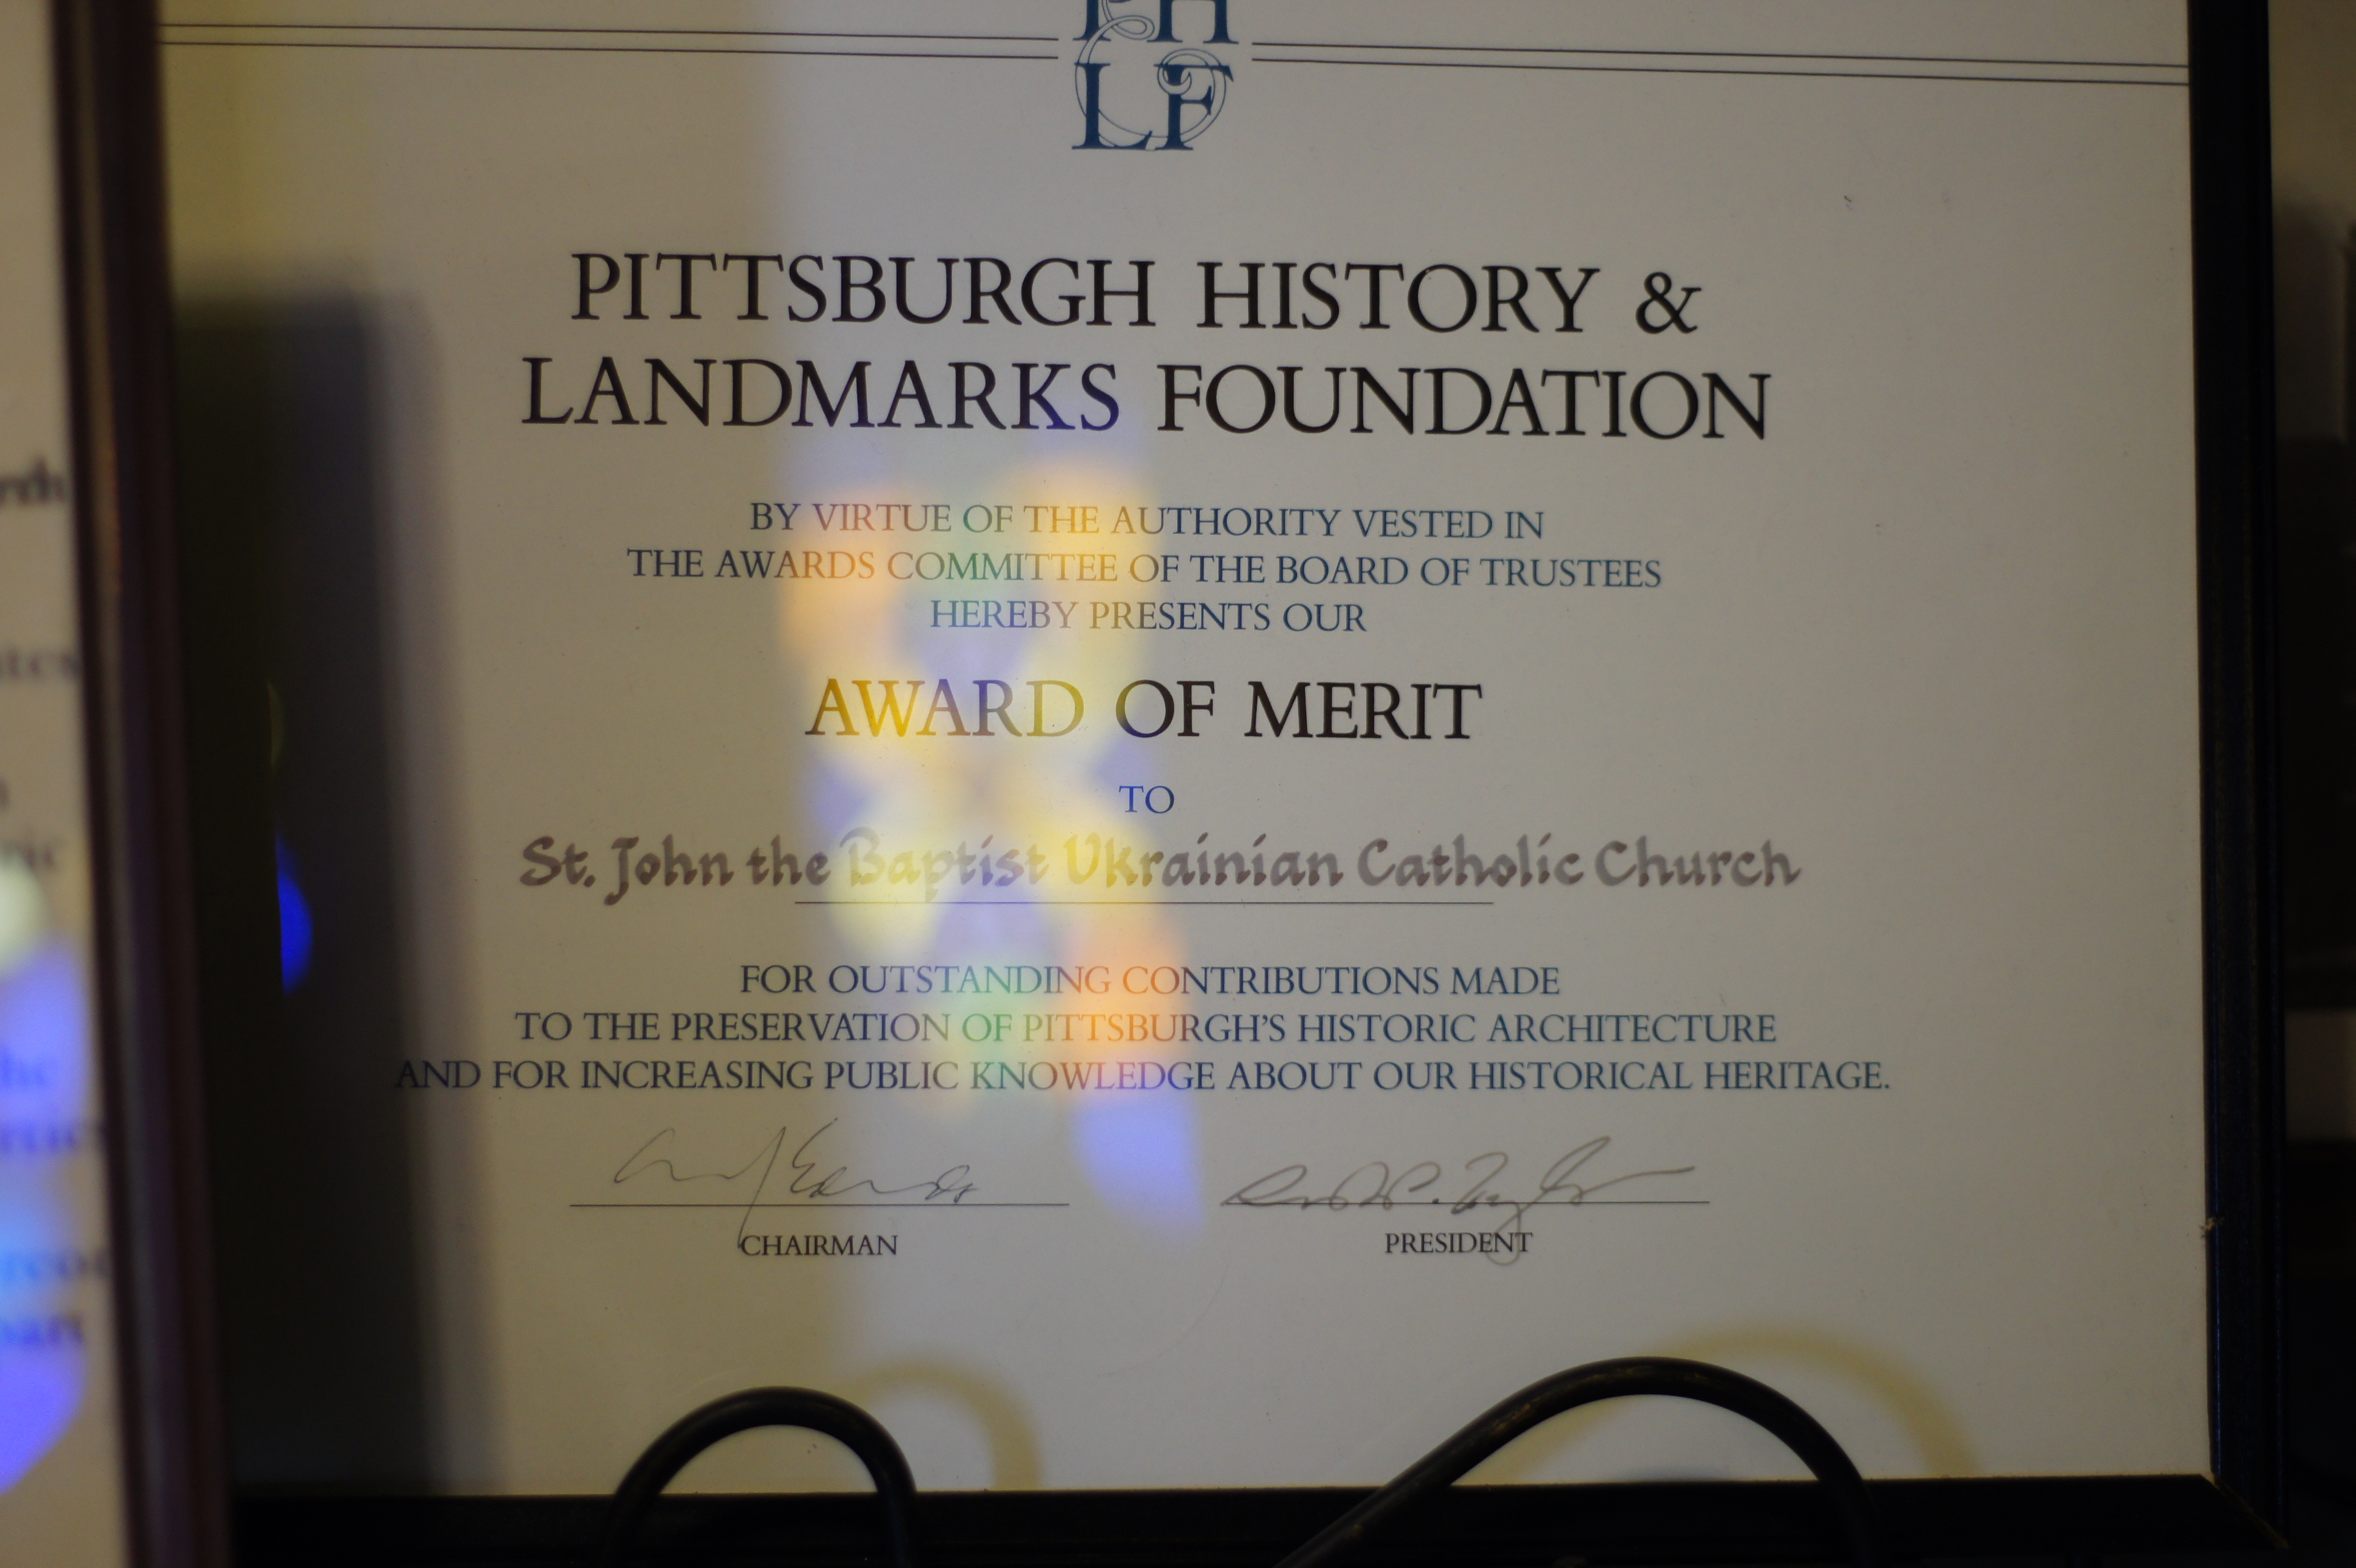 PH
LF
PITTSBURGH HISTORY &
LANDMARKS FOUNDATION
BY VIRTUE OF THE AUTHORITY VESTED IN
THE AWARDS COMMITTEE OF THE BOARD OF TRUSTEES
HEREBY PRESENTS OUR
AWARD OF MERIT
TO
St. John the Baptist Ukrainian Catholic Church
FOR OUTSTANDING CONTRIBUTIONS MADE
TO THE PRESERVATION OF PITTSBURGH'S HISTORIC ARCHITECTURE
AND FOR INCREASING PUBLIC KNOWLEDGE ABOUT OUR HISTORICAL HERITAGE.
CHAIRMAN
PRESIDENT